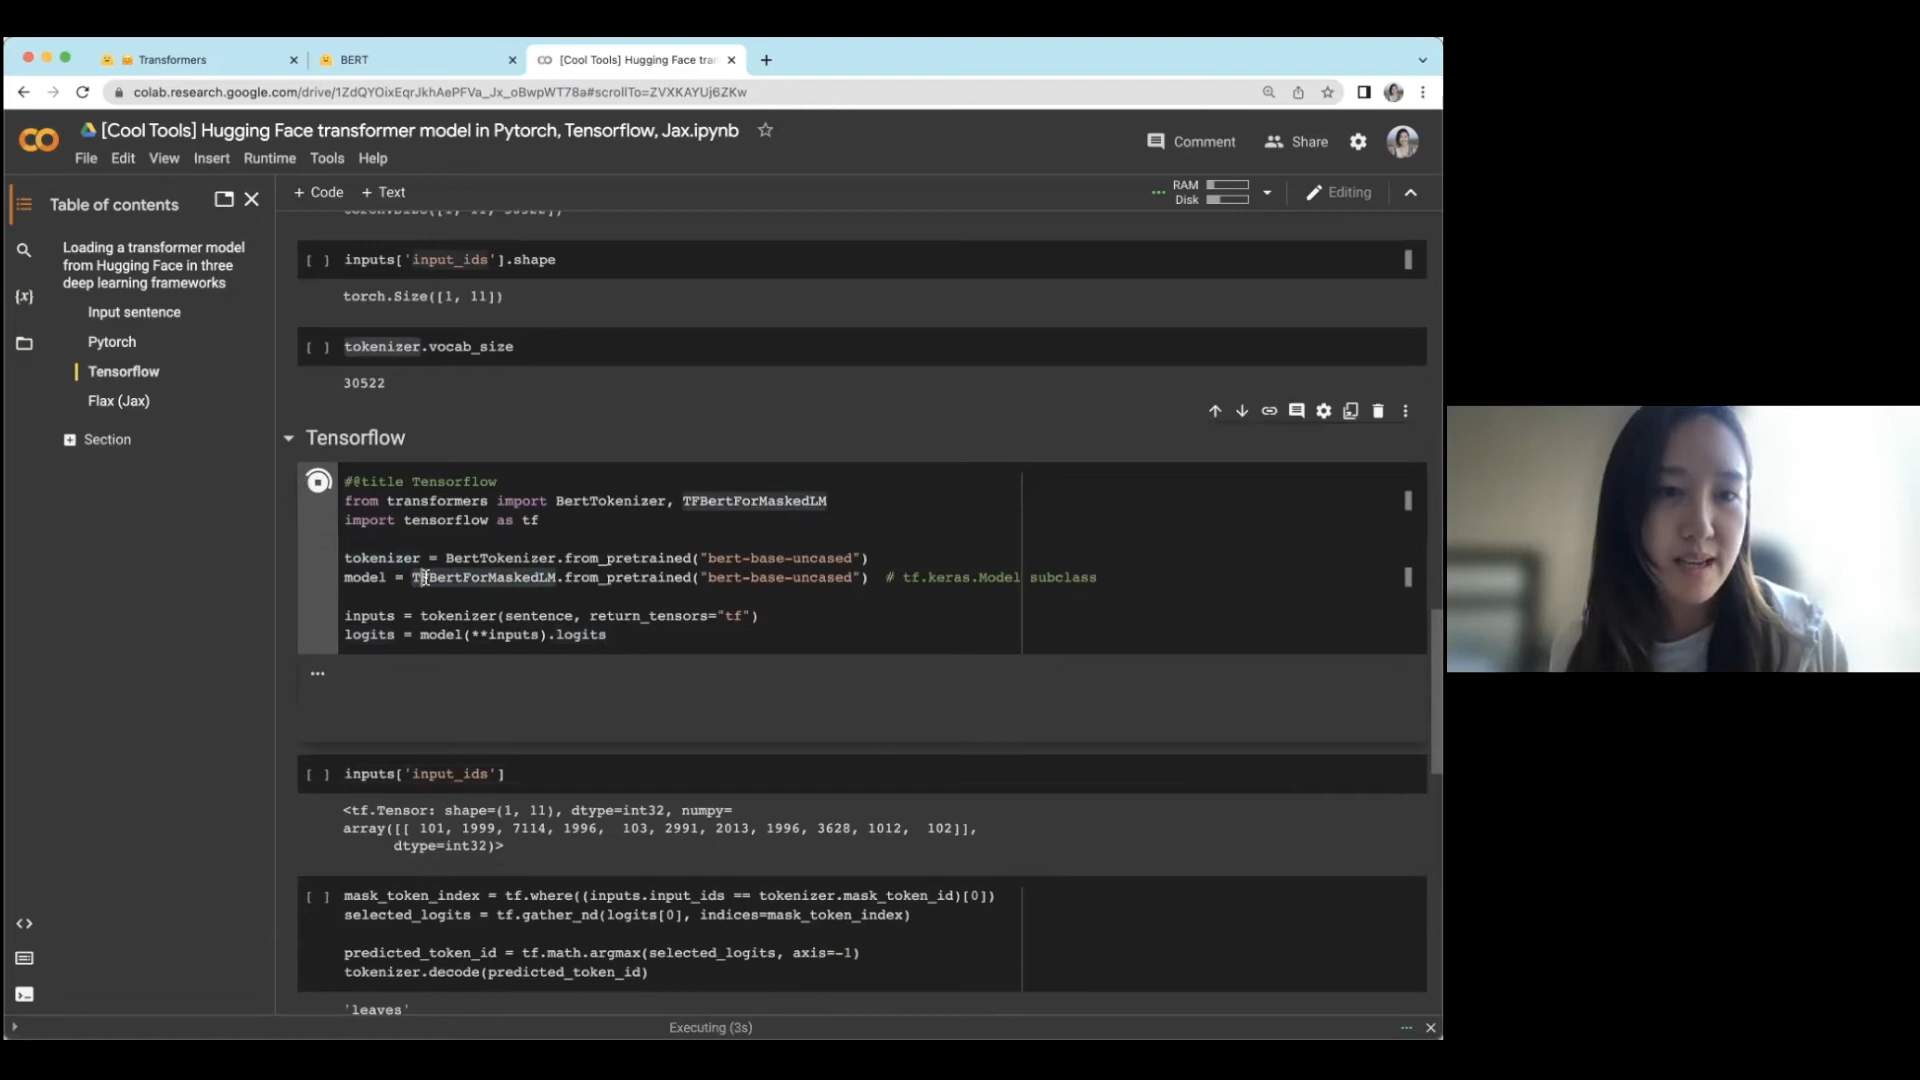 Transformers
BERT
[Cool Tools] Hugging Face tra
colab.research.google.com/drive/1ZdQYOixEqrJkhAePFVa_Jx_oBwpWT78a#scrollTo=ZVXKAYUj6ZKw
[Cool Tools] Hugging Face transformer model in Pytorch, Tensorflow, Jax.ipynb
Comment Share
File Edit View Insert Runtime Tools Help
Table of contents
+ Code + Text
RAM
Disk
Editing
Loading a transformer model
from Hugging Face in three
deep learning frameworks
Input sentence
Pytorch
Tensorflow
Flax (Jax)
Section
torch.Size([1, 11, 30522])
[ ] inputs['input_ids'].shape
torch.Size([1, 11])
[ ] tokenizer.vocab_size
30522
Tensorflow
#@title Tensorflow
from transformers import BertTokenizer, TFBertForMaskedLM
import tensorflow as tf
tokenizer = BertTokenizer.from_pretrained("bert-base-uncased")
model = TFBertForMaskedLM.from_pretrained("bert-base-uncased") # tf.keras.Model subclass
inputs = tokenizer(sentence, return_tensors="tf")
logits = model(**inputs).logits
...
[ ] inputs['input_ids']
<tf.Tensor: shape=(1, 11), dtype=int32, numpy=
array([[ 101, 1999, 7114, 1996, 103, 2991, 2013, 1996, 3628, 1012, 102]],
dtype=int32)>
[ ] mask_token_index = tf.where((inputs.input_ids == tokenizer.mask_token_id)[0])
selected_logits = tf.gather_nd(logits[0], indices=mask_token_index)
predicted_token_id = tf.math.argmax(selected_logits, axis=-1)
tokenizer.decode(predicted_token_id)
'leaves'
Executing (3s)